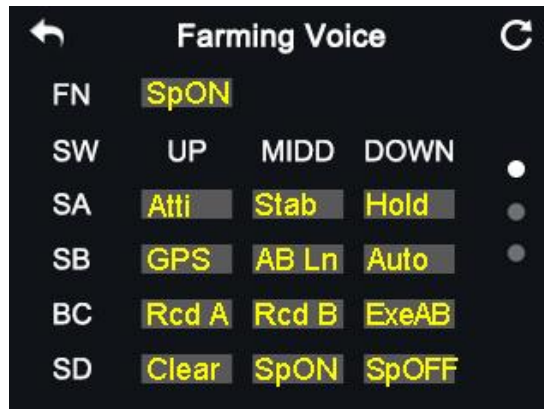 Farming Voice
FN SpON
SW UP MIDD DOWN
SA Atti Stab Hold
SB GPS AB Ln Auto
BC Rcd A Rcd B ExeAB
SD Clear SpON SpOFF